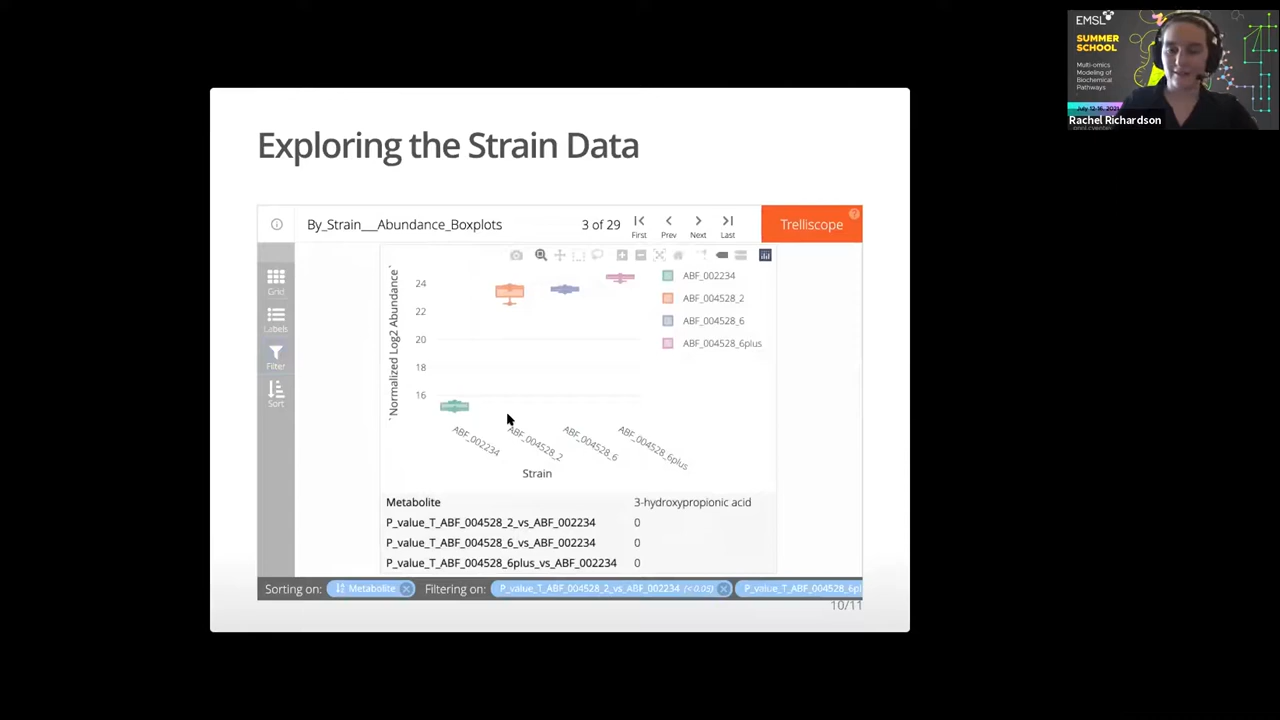 EMSL
SUMMER
SCHOOL
Multi-omics
Modeling of
Biochemical
Pathways
July 12-16, 2021
Rachel Richardson
Exploring the Strain Data
By_Strain___Abundance_Boxplots
3 of 29
First
Prev
Next
Last
Trelliscope
?
Grid
Labels
Filter
Sort
`Normalized Log2 Abundance`
24
22
20
18
16
ABF_002234
ABF_004528_2
ABF_004528_6
ABF_004528_6plus
Strain
ABF_002234
ABF_004528_2
ABF_004528_6
ABF_004528_6plus
Metabolite 3-hydroxypropionic acid
P_value_T_ABF_004528_2_vs_ABF_002234 0
P_value_T_ABF_004528_6_vs_ABF_002234 0
P_value_T_ABF_004528_6plus_vs_ABF_002234 0
Sorting on: Metabolite Filtering on: P_value_T_ABF_004528_2_vs_ABF_002234 (<0.05) P_value_T_ABF_004528_6pl
10/11